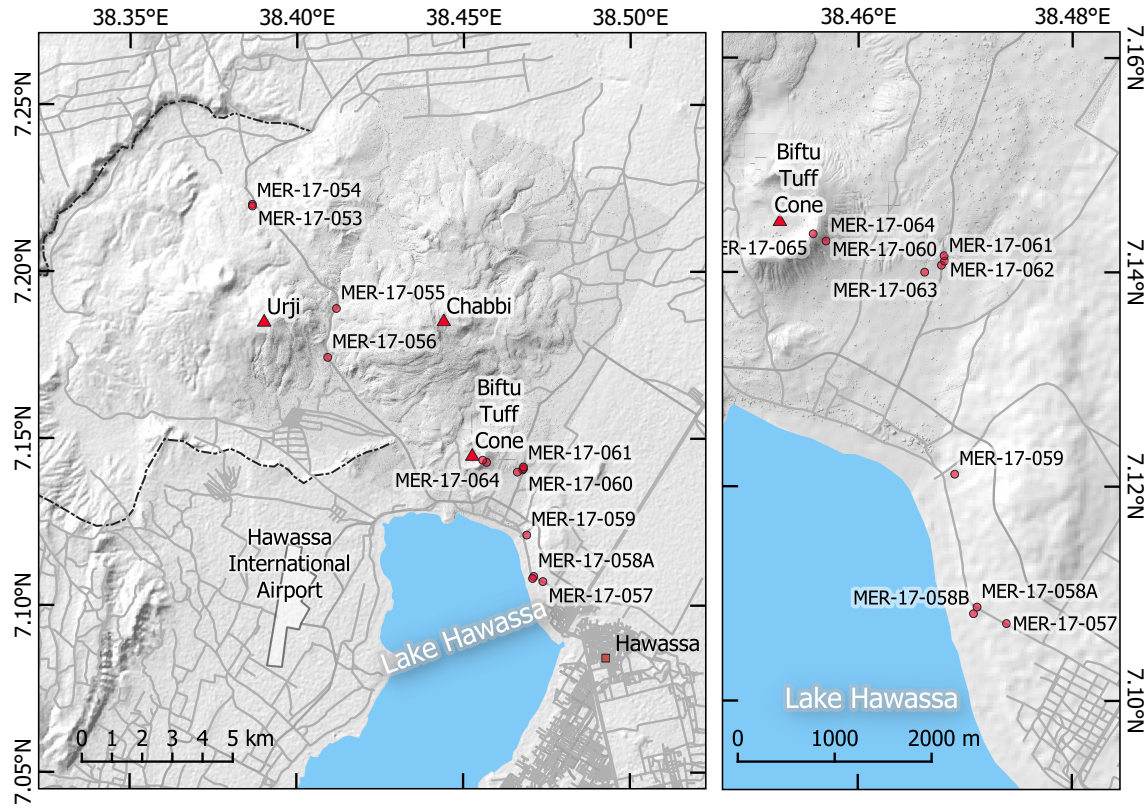 38.35°E
38.40°E
38.45°E
38.50°E
7.25°N
7.20°N
7.15°N
7.10°N
7.05°N
MER-17-054
MER-17-053
MER-17-055
Urji
Chabbi
MER-17-056
Biftu
Tuff
Cone
MER-17-061
MER-17-064
MER-17-060
MER-17-059
Hawassa
International
Airport
MER-17-058A
MER-17-057
Lake Hawassa
Hawassa
0 1 2 3 4 5 km
38.46°E
38.48°E
7.16°N
7.14°N
7.12°N
7.10°N
Biftu
Tuff
Cone
MER-17-064
ER-17-065
MER-17-060
MER-17-061
MER-17-062
MER-17-063
MER-17-059
MER-17-058A
MER-17-058B
MER-17-057
Lake Hawassa
0 1000 2000 m